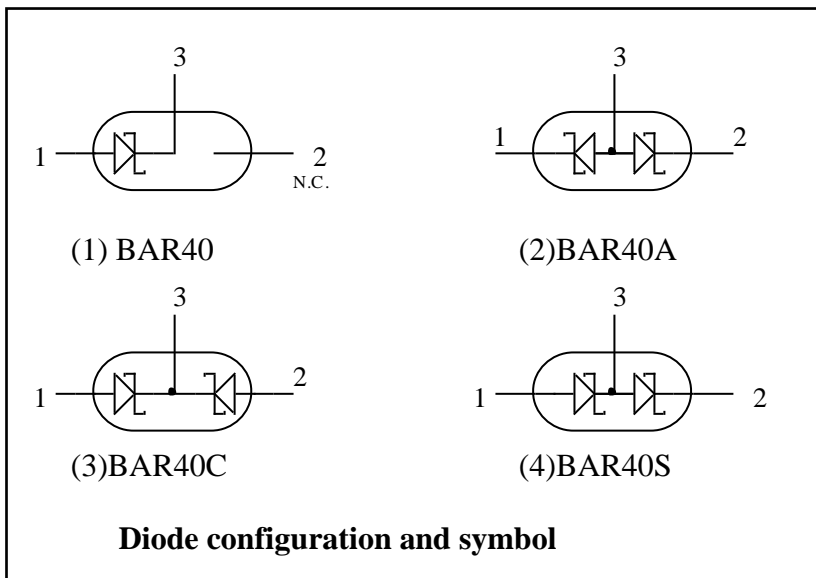 3
1
2
N.C.
(1) BAR40
3
1
2
(2)BAR40A
3
1
2
(3)BAR40C
3
1
2
(4)BAR40S
Diode configuration and symbol